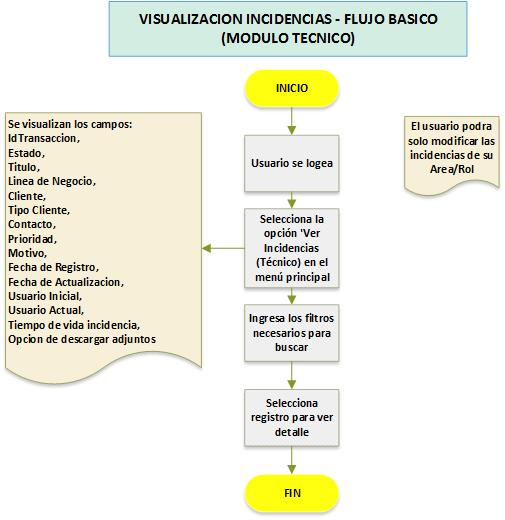 VISUALIZACION INCIDENCIAS - FLUJO BASICO
(MODULO TECNICO)
INICIO
Se visualizan los campos:
IdTransaccion,
Estado,
Titulo,
Linea de Negocio,
Cliente,
Tipo Cliente,
Contacto,
Prioridad,
Motivo,
Fecha de Registro,
Fecha de Actualizacion,
Usuario Inicial,
Usuario Actual,
Tiempo de vida incidencia,
Opcion de descargar adjuntos
El usuario podra
solo modificar las
incidencias de su
Area/Rol
Usuario se logea
Selecciona la
opción 'Ver
Incidencias
(Técnico) en el
menú principal
Ingresa los filtros
necesarios para
buscar
Selecciona
registro para ver
detalle
FIN